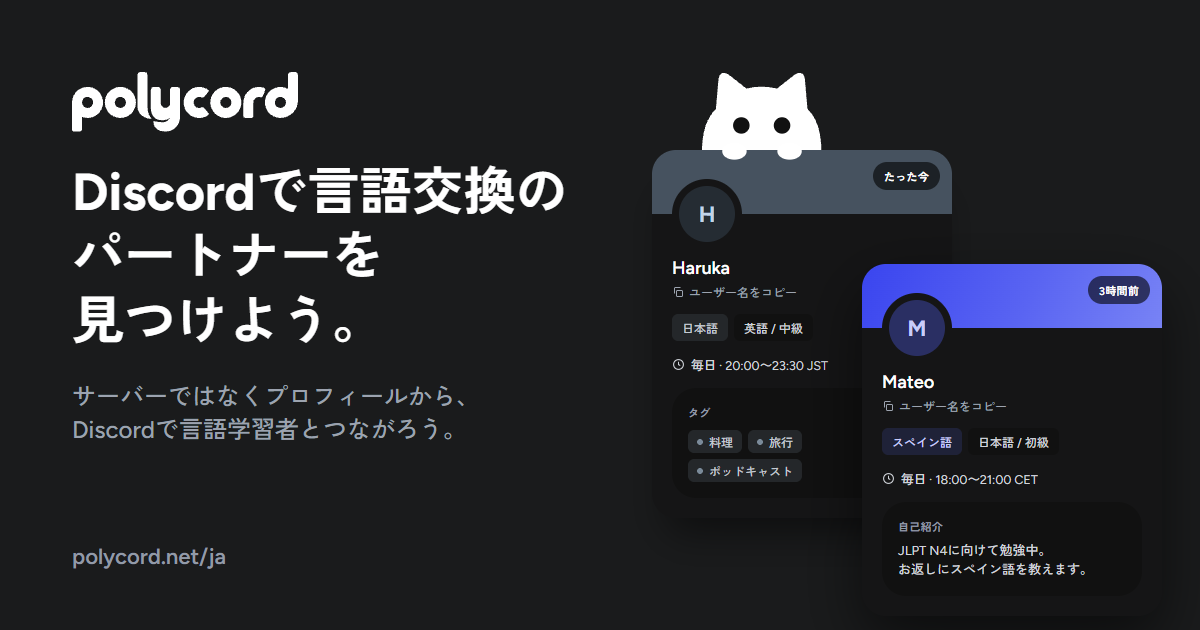 polycord
Discordで言語交換の
パートナーを
見つけよう。
サーバーではなくプロフィールから、
Discordで言語学習者とつながろう。
polycord.net/ja
たった今
H
Haruka
ユーザー名をコピー
日本語 英語 / 中級
毎日 · 20:00〜23:30 JST
タグ
料理 旅行
ポッドキャスト
3時間前
M
Mateo
ユーザー名をコピー
スペイン語 日本語 / 初級
毎日 · 18:00〜21:00 CET
自己紹介
JLPT N4に向けて勉強中。
お返しにスペイン語を教えます。